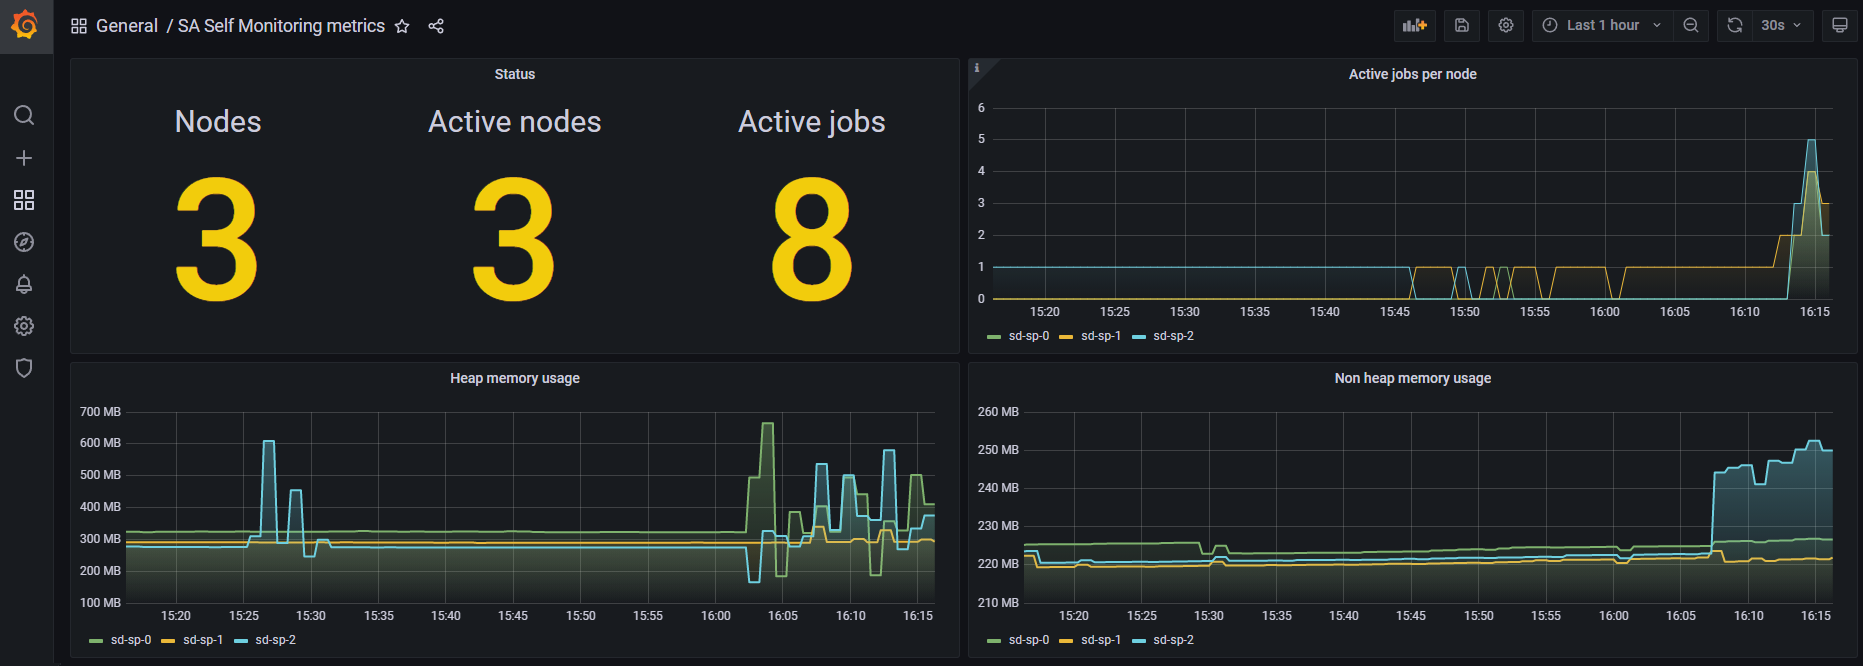 General / SA Self Monitoring metrics
Last 1 hour
30s
Status
Nodes Active nodes Active jobs
3 3 8
Active jobs per node
6
5
4
3
2
1
0
15:20 15:25 15:30 15:35 15:40 15:45 15:50 15:55 16:00 16:05 16:10 16:15
sd-sp-0 sd-sp-1 sd-sp-2
Heap memory usage
700 MB
600 MB
500 MB
400 MB
300 MB
200 MB
100 MB
15:20 15:25 15:30 15:35 15:40 15:45 15:50 15:55 16:00 16:05 16:10 16:15
sd-sp-0 sd-sp-1 sd-sp-2
Non heap memory usage
260 MB
250 MB
240 MB
230 MB
220 MB
210 MB
15:20 15:25 15:30 15:35 15:40 15:45 15:50 15:55 16:00 16:05 16:10 16:15
sd-sp-0 sd-sp-1 sd-sp-2